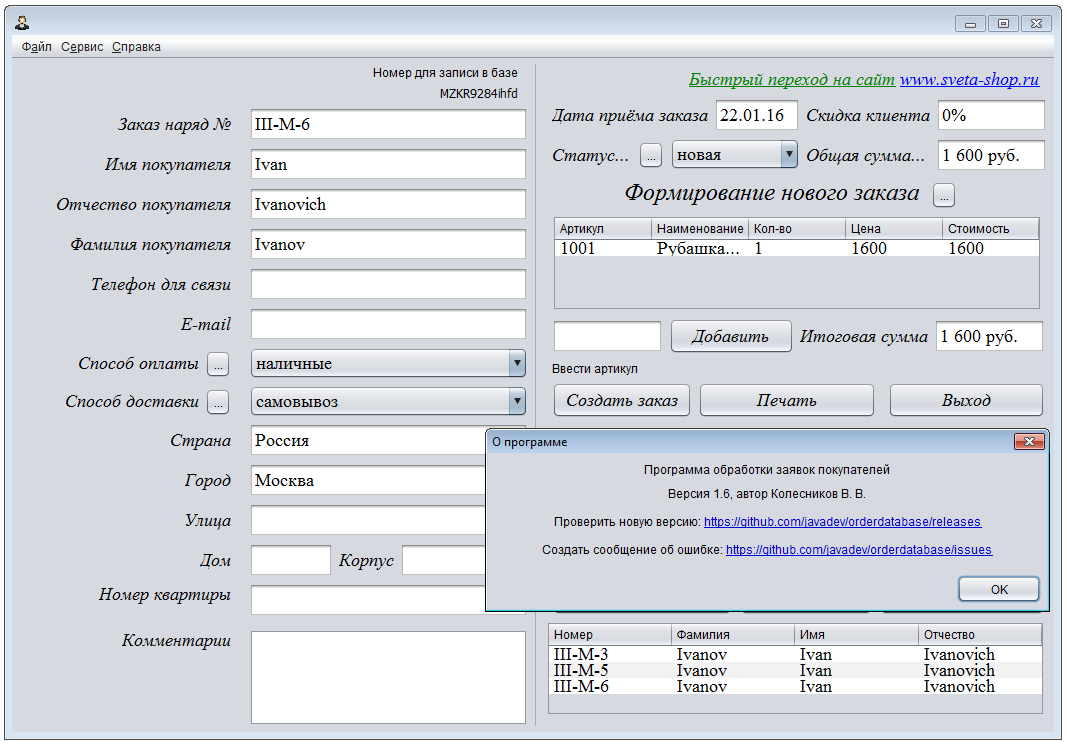 Файл Сервис Справка
Номер для записи в базе
MZKR9284ihfd
Заказ наряд № III-M-6
Имя покупателя Ivan
Отчество покупателя Ivanovich
Фамилия покупателя Ivanov
Телефон для связи
E-mail
Способ оплаты ... наличные
Способ доставки ... самовывоз
Страна Россия
Город Москва
Улица
Дом Корпус
Номер квартиры
Комментарии
Быстрый переход на сайт www.sveta-shop.ru
Дата приёма заказа 22.01.16 Скидка клиента 0%
Статус... ... новая Общая сумма... 1 600 руб.
Формирование нового заказа ...
Артикул Наименование Кол-во Цена Стоимость
1001 Рубашка... 1 1600 1600
Добавить Итоговая сумма 1 600 руб.
Ввести артикул
Создать заказ Печать Выход
О программе
Программа обработки заявок покупателей
Версия 1.6, автор Колесников В. В.
Проверить новую версию: https://github.com/javadev/orderdatabase/releases
Создать сообщение об ошибке: https://github.com/javadev/orderdatabase/issues
OK
Номер Фамилия Имя Отчество
III-M-3 Ivanov Ivan Ivanovich
III-M-5 Ivanov Ivan Ivanovich
III-M-6 Ivanov Ivan Ivanovich